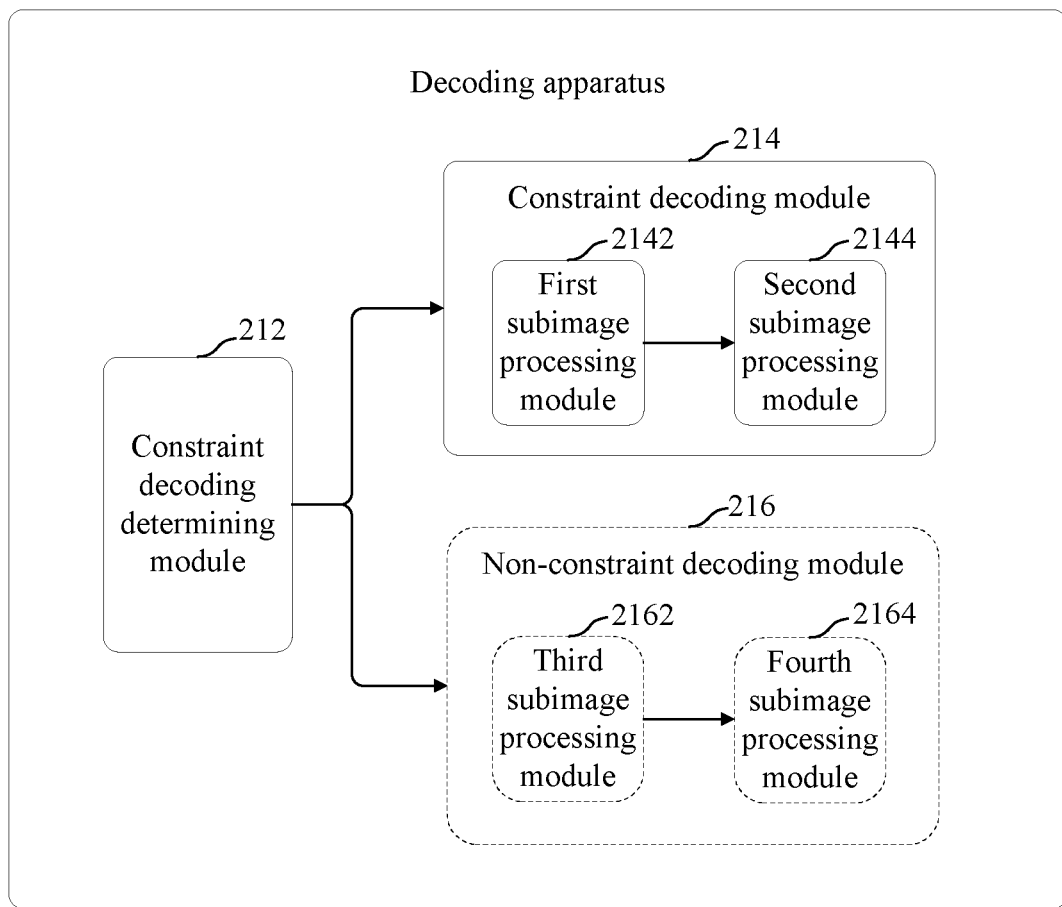 Decoding apparatus
214
Constraint decoding module
2142
2144
First
subimage
processing
module
Second
subimage
processing
module
212
Constraint
decoding
determining
module
216
Non-constraint decoding module
2162
2164
Third
subimage
processing
module
Fourth
subimage
processing
module